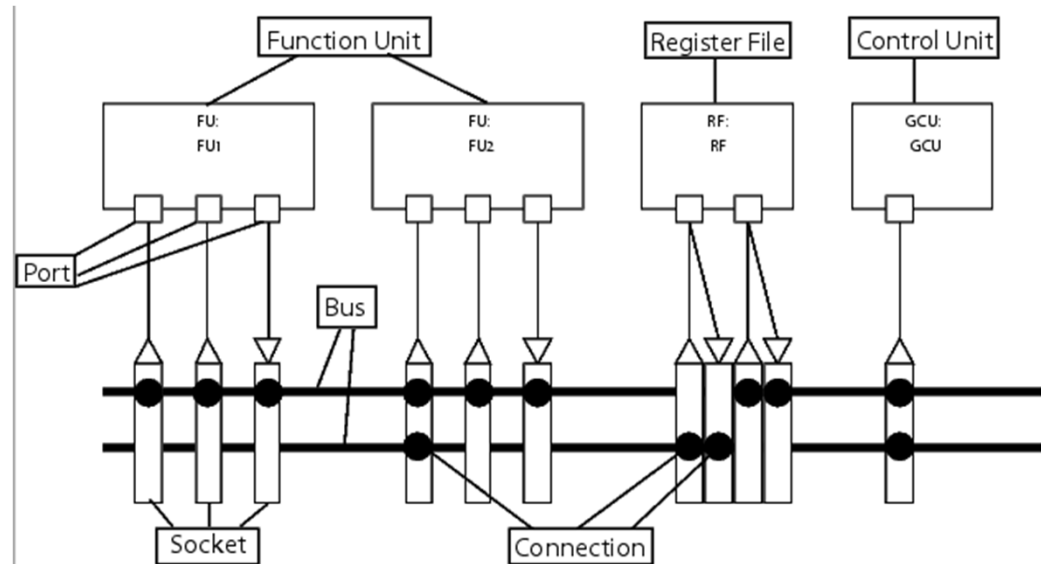 Function Unit
Register File
Control Unit
FU:
FU1
FU:
FU2
RF:
RF
GCU:
GCU
Port
Bus
Socket
Connection